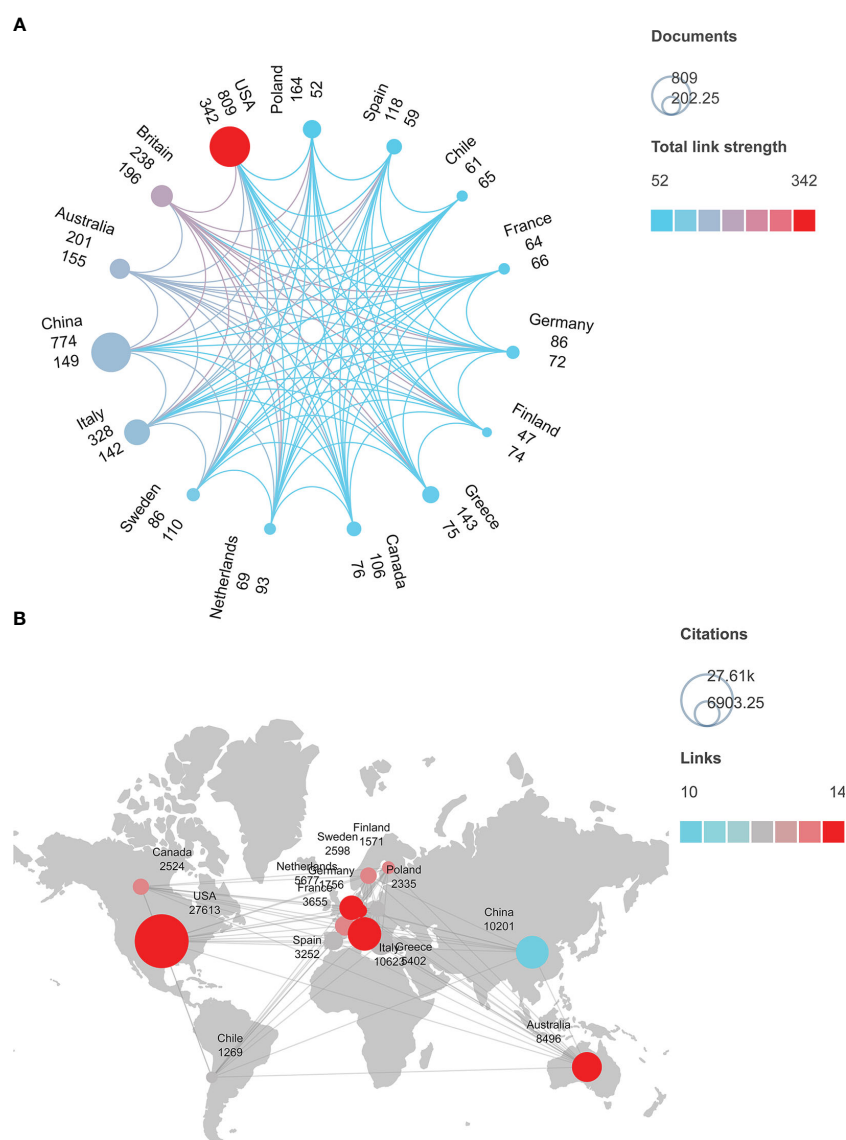 A
Documents
809
202.25
Total link strength
52 342
USA
809
342
Poland
164
52
Spain
118
59
Chile
61
65
France
64
66
Germany
86
72
Finland
47
74
Greece
143
75
Canada
106
76
Netherlands
69
93
Sweden
86
110
Italy
328
142
China
774
149
Australia
201
155
Britain
238
196
B
Citations
27.61k
6903.25
Links
10 14
Canada
2524
USA
27613
Chile
1269
Sweden
2598
Finland
1571
Netherlands
5677
Germany
1756
France
3655
Poland
2335
Spain
3252
Italy
10623
Greece
China
10201
Australia
8496